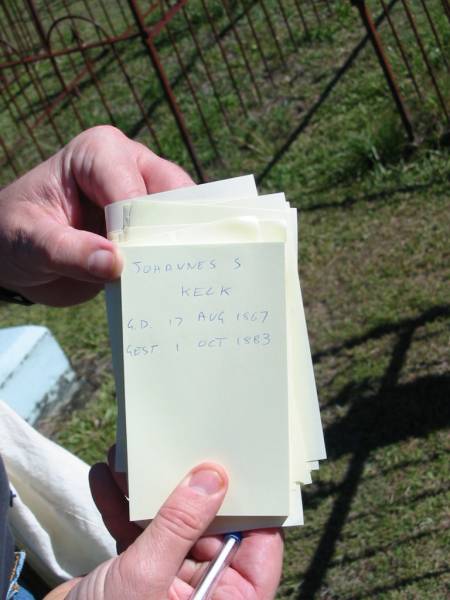 JOHANNES S
KECK
G.D. 17 AUG 1867
GEST 1 OCT 1883